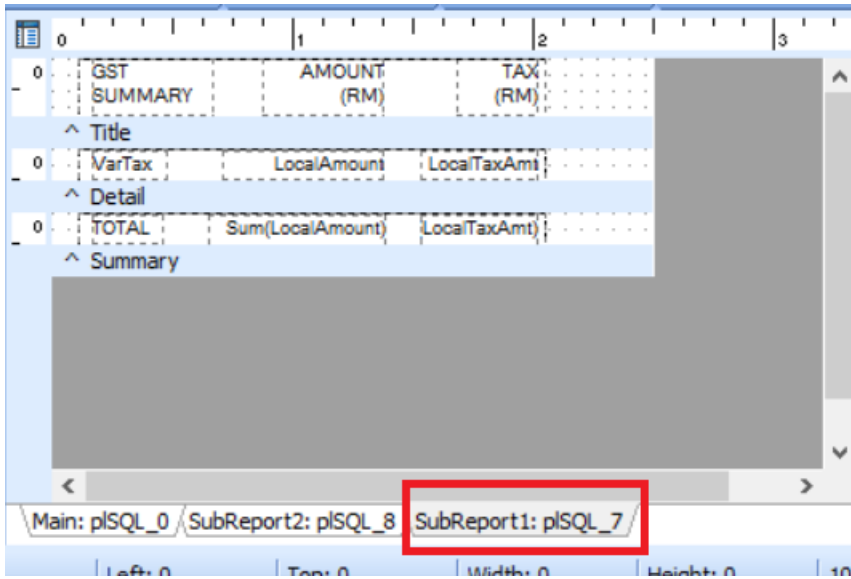 0 1 2 3
0 GST AMOUNT TAX
SUMMARY (RM) (RM)
^ Title
0 VarTax LocalAmount LocalTaxAmt
^ Detail
0 TOTAL Sum(LocalAmount) LocalTaxAmt)
^ Summary
Main: plSQL_0 SubReport2: plSQL_8 SubReport1: plSQL_7
Left: 0 Top: 0 Width: 0 Height: 0 10